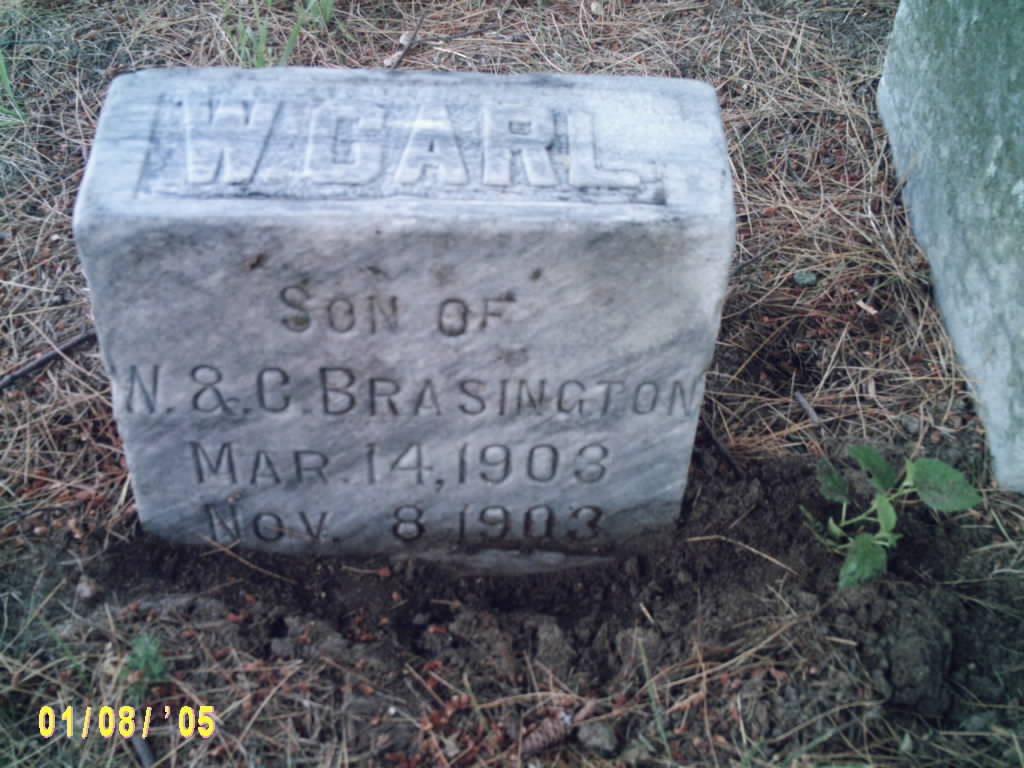 W. CARL
SON OF
N. & C. BRASINGTON
MAR. 14, 1903
NOV. 8 1903
01/08/'05